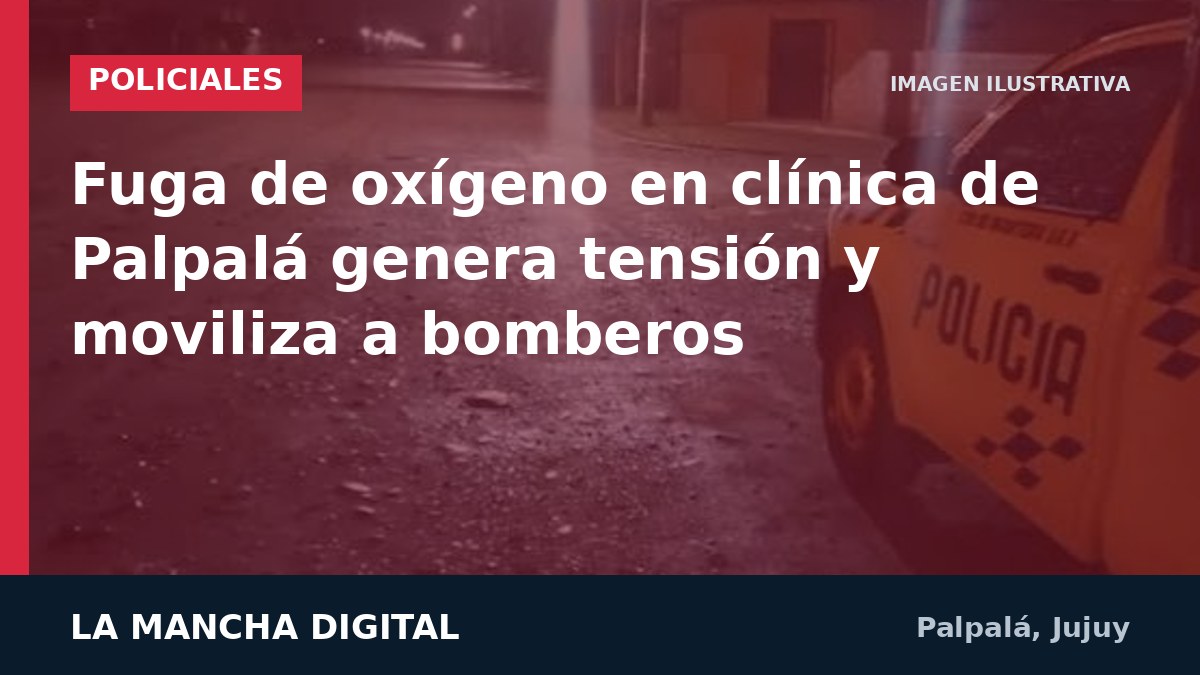 POLICIALES
IMAGEN ILUSTRATIVA
Fuga de oxígeno en clínica de
Palpalá genera tensión y
moviliza a bomberos
POLICIA
LA MANCHA DIGITAL
Palpalá, Jujuy